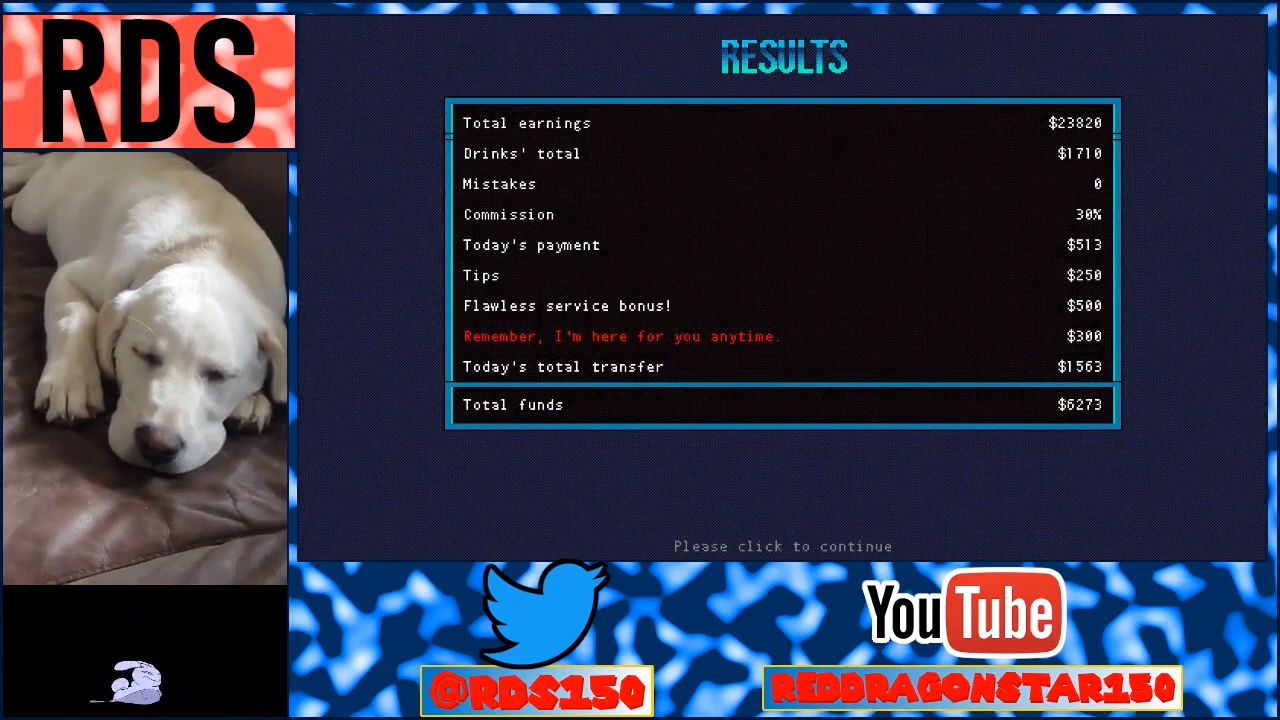 RDS
RESULTS
Total earnings $23820
Drinks' total $1710
Mistakes 0
Commission 30%
Today's payment $513
Tips $250
Flawless service bonus! $500
Remember, I'm here for you anytime. $300
Today's total transfer $1563
Total funds $6273
Please click to continue
YouTube
@RDS150
REDDRAGONSTAR150